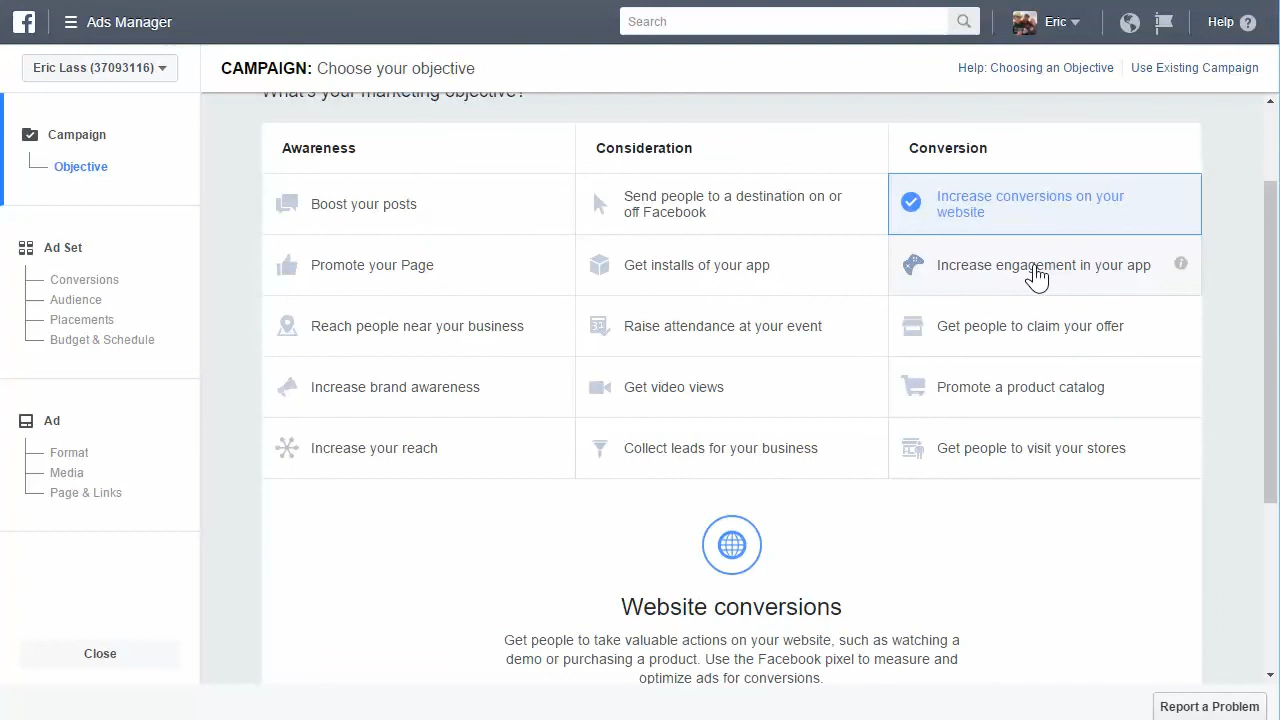 Ads Manager
Search
Eric
Help
Eric Lass (37093116)
CAMPAIGN: Choose your objective
Help: Choosing an Objective
Use Existing Campaign
What's your marketing objective?
Campaign
Objective
Ad Set
Conversions
Audience
Placements
Budget & Schedule
Ad
Format
Media
Page & Links
Close
Awareness
Consideration
Conversion
Boost your posts
Send people to a destination on or
off Facebook
Increase conversions on your
website
Promote your Page
Get installs of your app
Increase engagement in your app
Reach people near your business
Raise attendance at your event
Get people to claim your offer
Increase brand awareness
Get video views
Promote a product catalog
Increase your reach
Collect leads for your business
Get people to visit your stores
Website conversions
Get people to take valuable actions on your website, such as watching a
demo or purchasing a product. Use the Facebook pixel to measure and
optimize ads for conversions.
Report a Problem